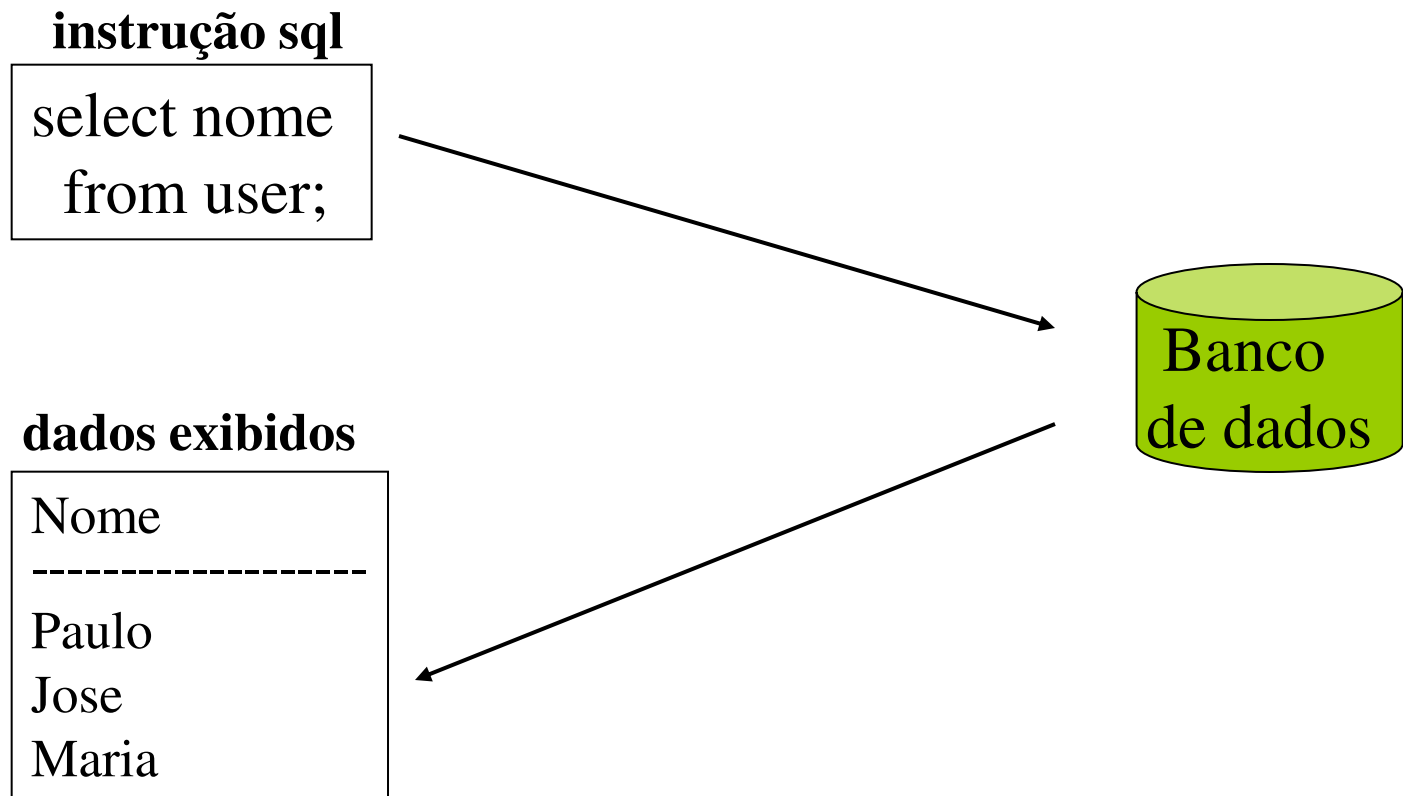 instrução sql
select nome
from user;
Banco
de dados
dados exibidos
Nome
-------------------
Paulo
Jose
Maria